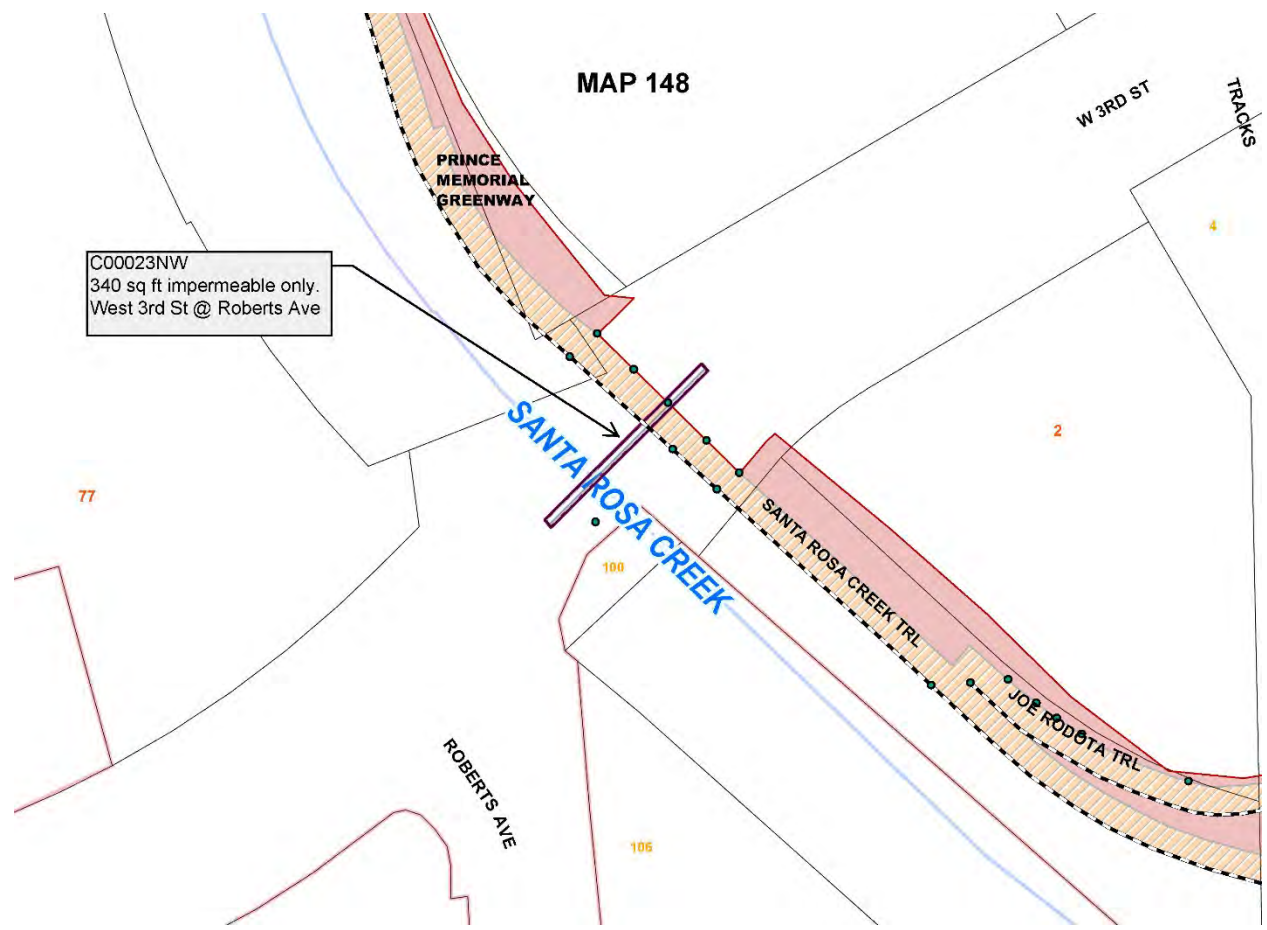 MAP 148
W 3RD ST
TRACKS
PRINCE
MEMORIAL
GREENWAY
4
C00023NW
340 sq ft impermeable only.
West 3rd St @ Roberts Ave
SANTA ROSA CREEK
2
77
SANTA ROSA CREEK TRL
100
JOE RODOTA TRL
ROBERTS AVE
106